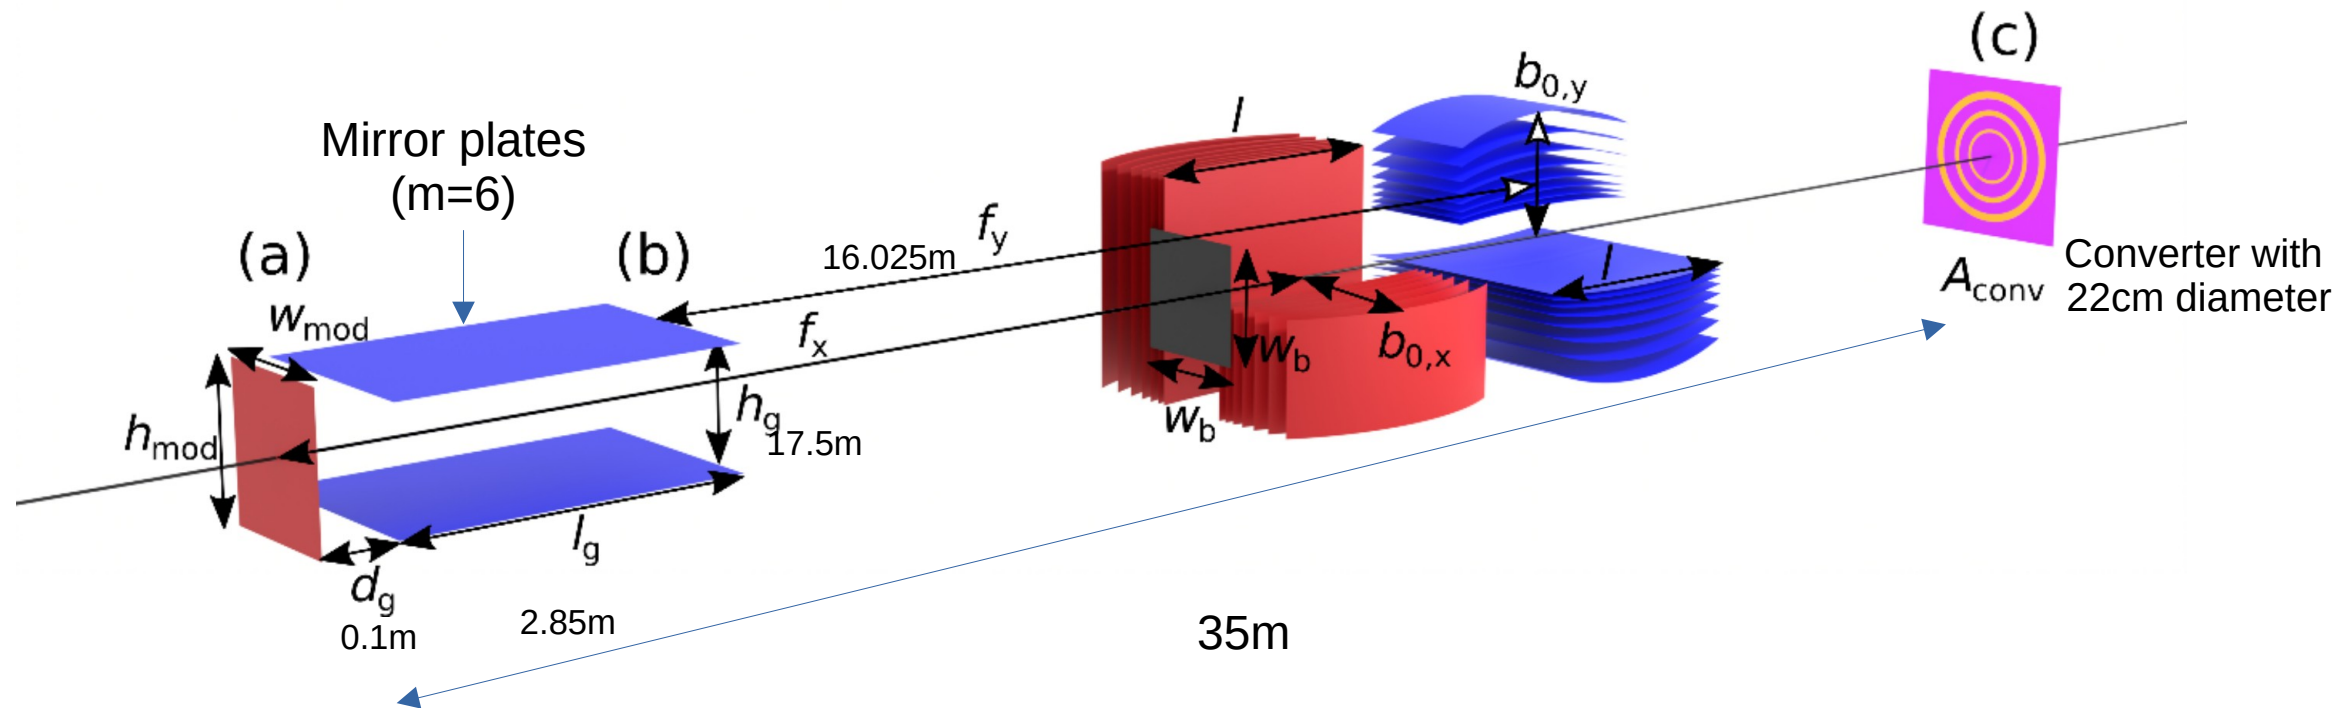 (c)
b0,y
l
Mirror plates
(m=6)
(a)
(b)
fy
16.025m
wmod
fx
hmod
hg
17.5m
wb
b0,x
wb
l
Aconv
Converter with
22cm diameter
lg
dg
0.1m
2.85m
35m